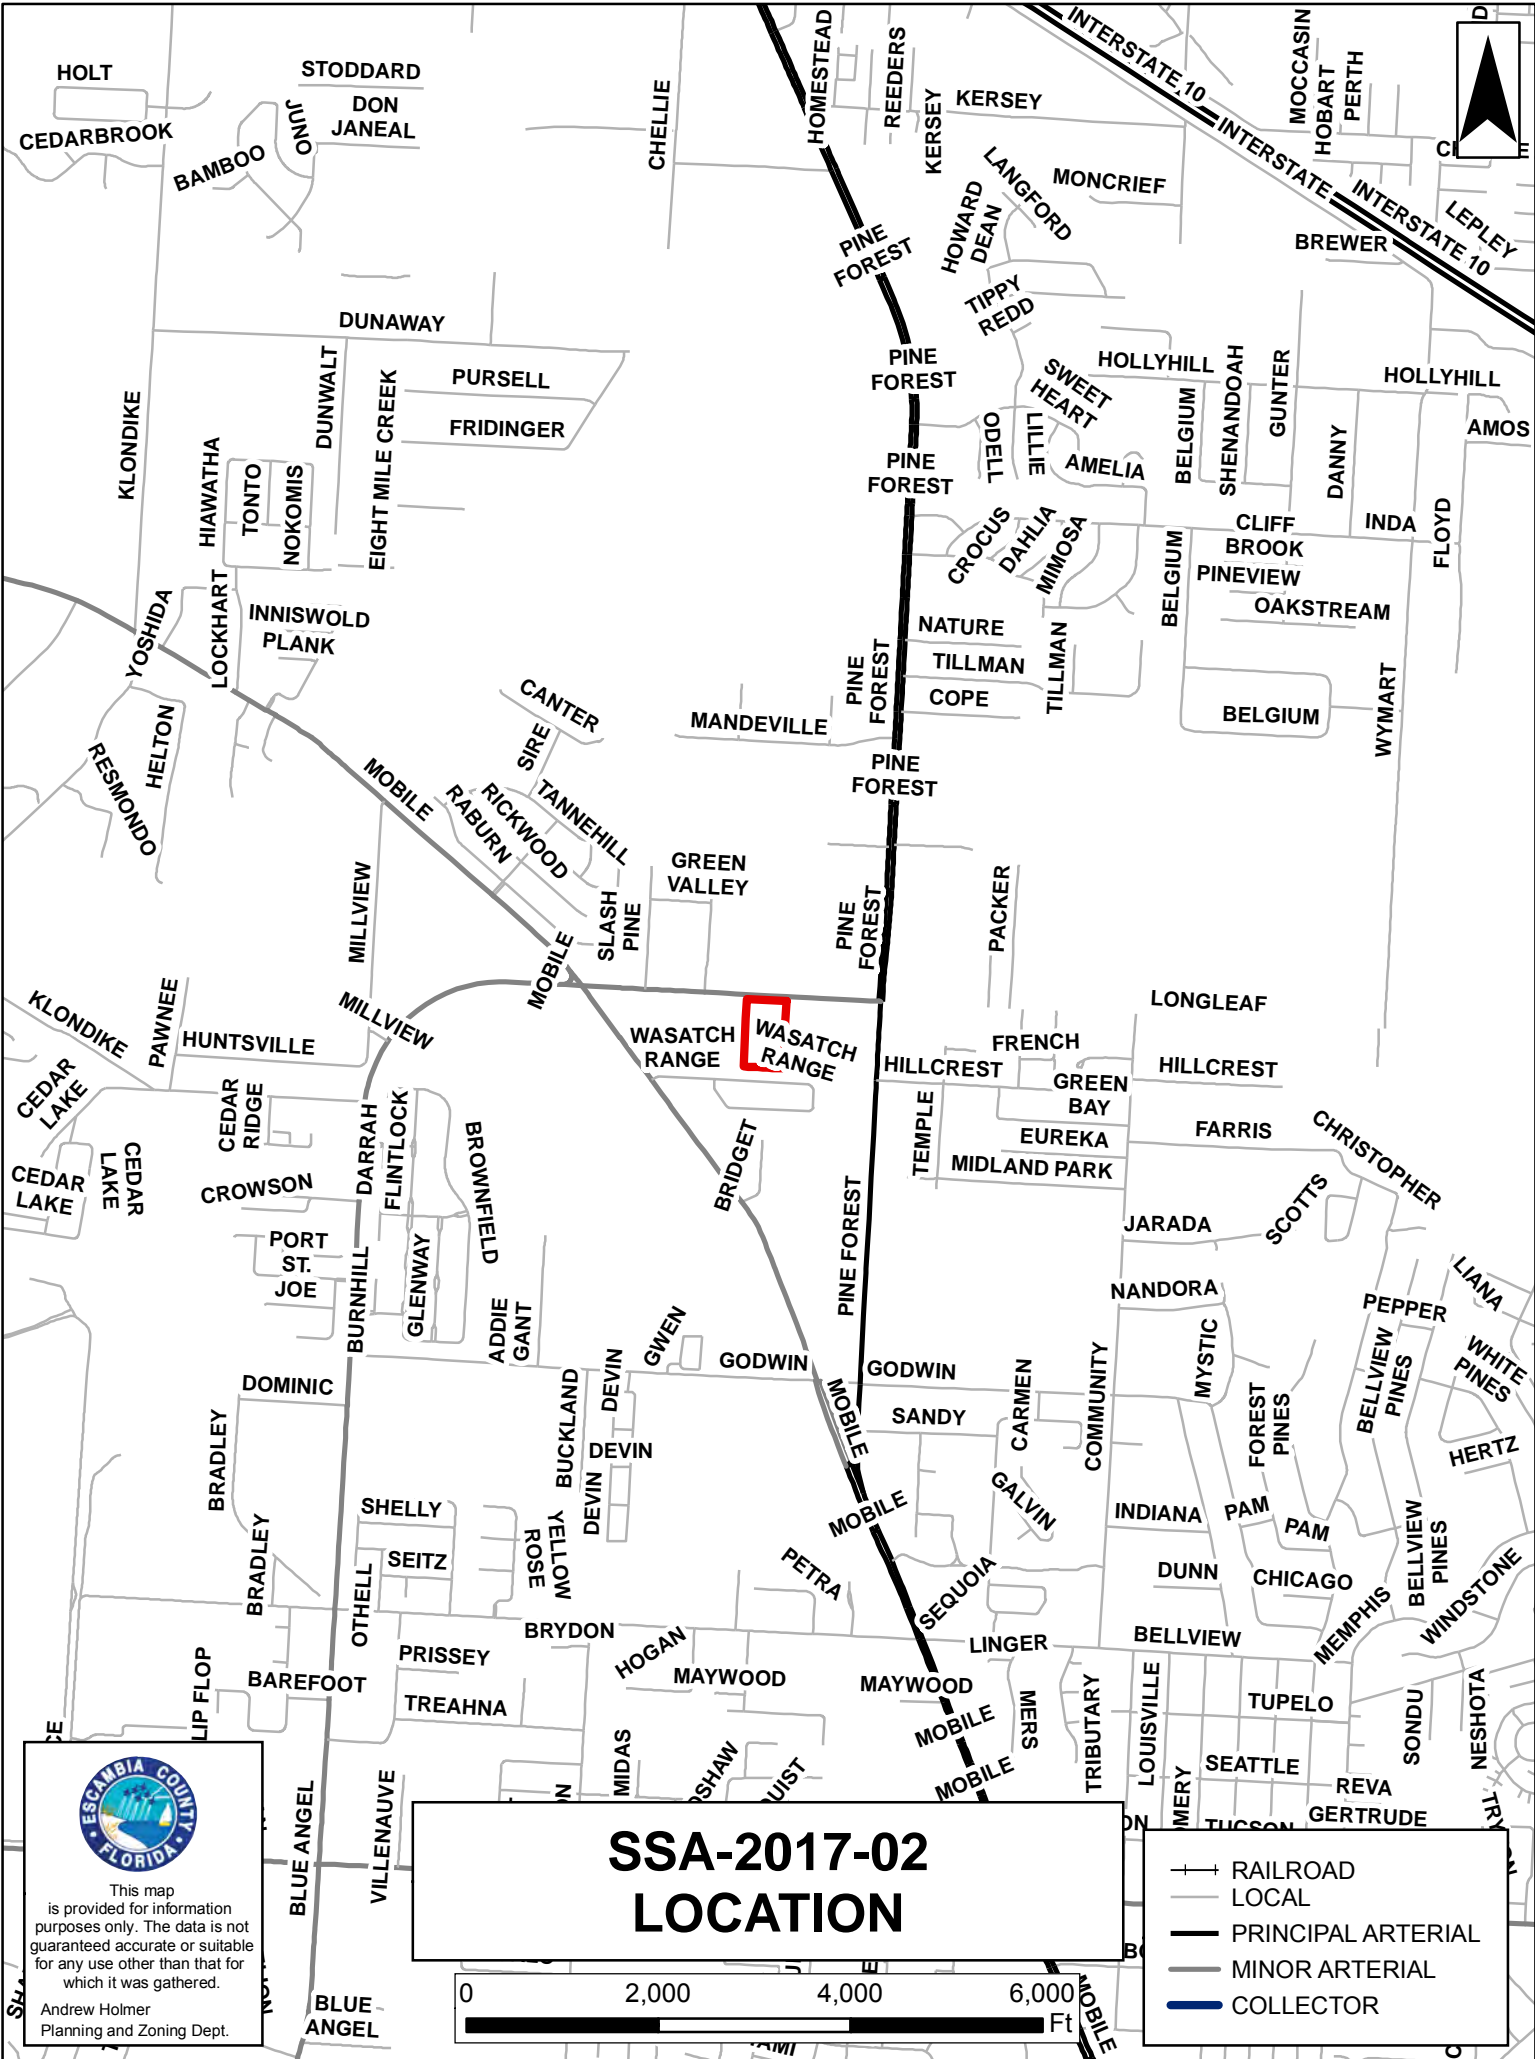 HOLT
STODDARD
DON
JANEAL
CEDARBROOK
JUNO
BAMBOO
CHELLIE
HOMESTEAD
REEDERS
KERSEY
KERSEY
INTERSTATE 10
INTERSTATE
INTERSTATE 10
MOCCASIN
HOBART
PERTH
LEPLEY
BREWER
LANGFORD
MONCRIEF
HOWARD
DEAN
TIPPY
REDD
PINE
FOREST
DUNAWAY
DUNWALT
PURSELL
FRIDINGER
EIGHT MILE CREEK
KLONDIKE
HIAWATHA
TONTO
NOKOMIS
PINE
FOREST
PINE
FOREST
SWEET
HEART
HOLLYHILL
HOLLYHILL
ODELL
LILLIE
AMELIA
BELGIUM
SHENANDOAH
GUNTER
DANNY
AMOS
FLOYD
CLIFF
BROOK
INDA
CROCUS
DAHLIA
MIMOSA
BELGIUM
PINEVIEW
OAKSTREAM
YOSHIDA
LOCKHART
INNISWOLD
PLANK
NATURE
TILLMAN
COPE
TILLMAN
PINE
FOREST
BELGIUM
WYMART
CANTER
SIRE
MANDEVILLE
PINE
FOREST
HELTON
RESMONDO
MOBILE
RABURN
RICKWOOD
TANNEHILL
GREEN
VALLEY
SLASH
PINE
MILLVIEW
PINE
FOREST
PACKER
MOBILE
KLONDIKE
PAWNEE
HUNTSVILLE
MILLVIEW
WASATCH
RANGE
WASATCH
RANGE
LONGLEAF
FRENCH
HILLCREST
HILLCREST
GREEN
BAY
CEDAR
LAKE
CEDAR
RIDGE
DARRAH
FLINTLOCK
BROWNFIELD
BRIDGET
TEMPLE
EUREKA
MIDLAND PARK
FARRIS
CHRISTOPHER
CEDAR
LAKE
CEDAR
LAKE
CROWSON
PORT
ST.
JOE
BURNHILL
GLENWAY
ADDIE
GANT
PINE FOREST
JARADA
SCOTTS
NANDORA
LIANA
PEPPER
GWEN
GODWIN
GODWIN
DOMINIC
BRADLEY
BUCKLAND
DEVIN
DEVIN
DEVIN
MOBILE
SANDY
CARMEN
COMMUNITY
MYSTIC
FOREST
PINES
BELLVIEW
PINES
WHITE
PINES
HERTZ
SHELLY
SEITZ
BRADLEY
OTHELL
YELLOW
ROSE
MOBILE
GALVIN
INDIANA
PAM
PAM
BELLVIEW
PINES
PETRA
SEQUOIA
DUNN
CHICAGO
MEMPHIS
WINDSTONE
BRYDON
HOGAN
LINGER
BELLVIEW
PRISSEY
BAREFOOT
TREAHNA
MAYWOOD
MAYWOOD
MERS
TRIBUTARY
LOUISVILLE
TUPELO
SONDU
NESHOTA
MOBILE
MOBILE
MIDAS
SEATTLE
REVA
GERTRUDE
TUCSON
BLUE ANGEL
VILLENAUVE
BLUE
ANGEL
MOBILE
ESCAMBIA COUNTY
FLORIDA
This map
is provided for information
purposes only. The data is not
guaranteed accurate or suitable
for any use other than that for
which it was gathered.
Andrew Holmer
Planning and Zoning Dept.
SSA-2017-02
LOCATION
0 2,000 4,000 6,000
Ft
RAILROAD
LOCAL
PRINCIPAL ARTERIAL
MINOR ARTERIAL
COLLECTOR